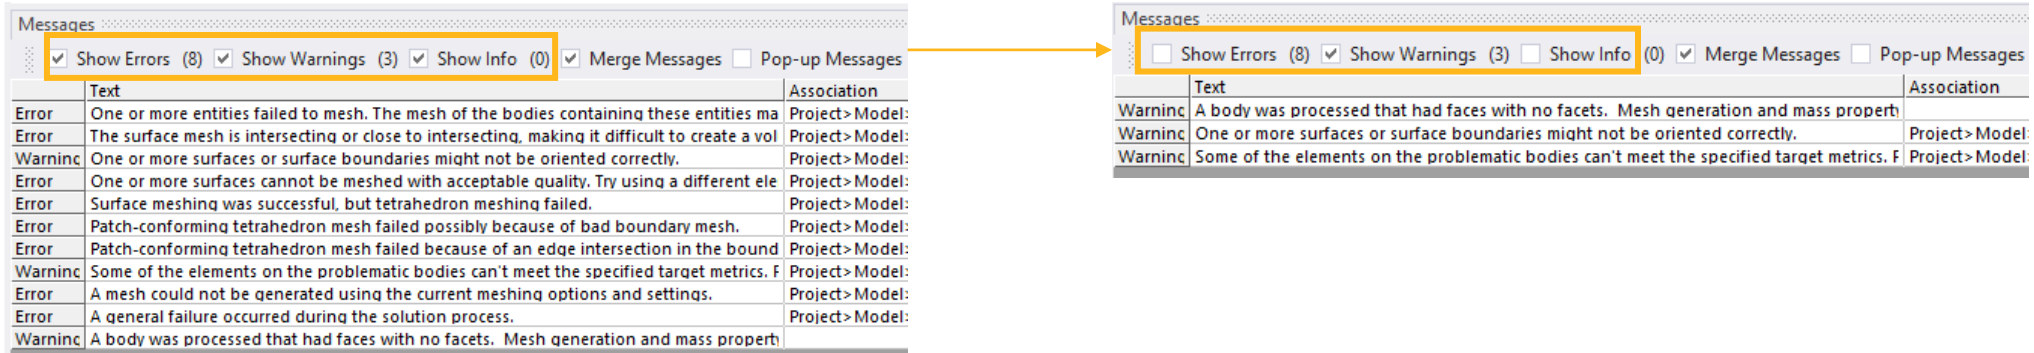 Messages
Show Errors (8) Show Warnings (3) Show Info (0) Merge Messages Pop-up Messages
Text Association
Error One or more entities failed to mesh. The mesh of the bodies containing these entities ma Project>Model>
Error The surface mesh is intersecting or close to intersecting, making it difficult to create a vol Project>Model>
Warning One or more surfaces or surface boundaries might not be oriented correctly. Project>Model>
Error One or more surfaces cannot be meshed with acceptable quality. Try using a different ele Project>Model>
Error Surface meshing was successful, but tetrahedron meshing failed. Project>Model>
Error Patch-conforming tetrahedron mesh failed possibly because of bad boundary mesh. Project>Model>
Error Patch-conforming tetrahedron mesh failed because of an edge intersection in the bound Project>Model>
Warning Some of the elements on the problematic bodies can't meet the specified target metrics. F Project>Model>
Error A mesh could not be generated using the current meshing options and settings. Project>Model>
Error A general failure occurred during the solution process. Project>Model>
Warning A body was processed that had faces with no facets. Mesh generation and mass property
Messages
Show Errors (8) Show Warnings (3) Show Info (0) Merge Messages Pop-up Messages
Text Association
Warning A body was processed that had faces with no facets. Mesh generation and mass property
Warning One or more surfaces or surface boundaries might not be oriented correctly. Project>Model>
Warning Some of the elements on the problematic bodies can't meet the specified target metrics. F Project>Model>